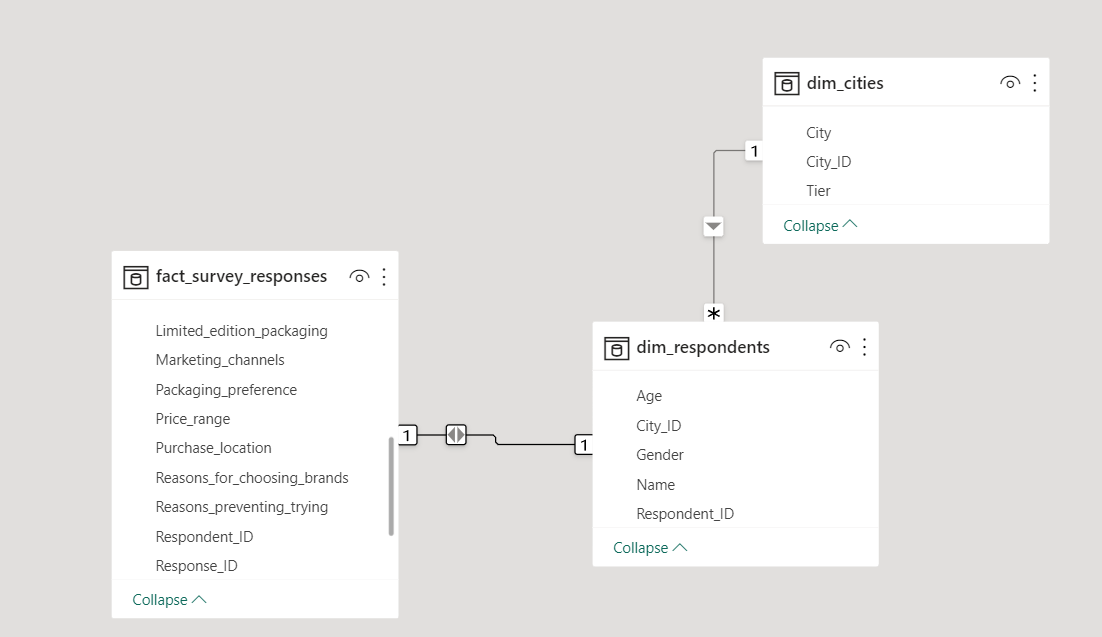 dim_cities
City
City_ID
Tier
Collapse
1
*
fact_survey_responses
Limited_edition_packaging
Marketing_channels
Packaging_preference
Price_range
Purchase_location
Reasons_for_choosing_brands
Reasons_preventing_trying
Respondent_ID
Response_ID
Collapse
1
1
dim_respondents
Age
City_ID
Gender
Name
Respondent_ID
Collapse